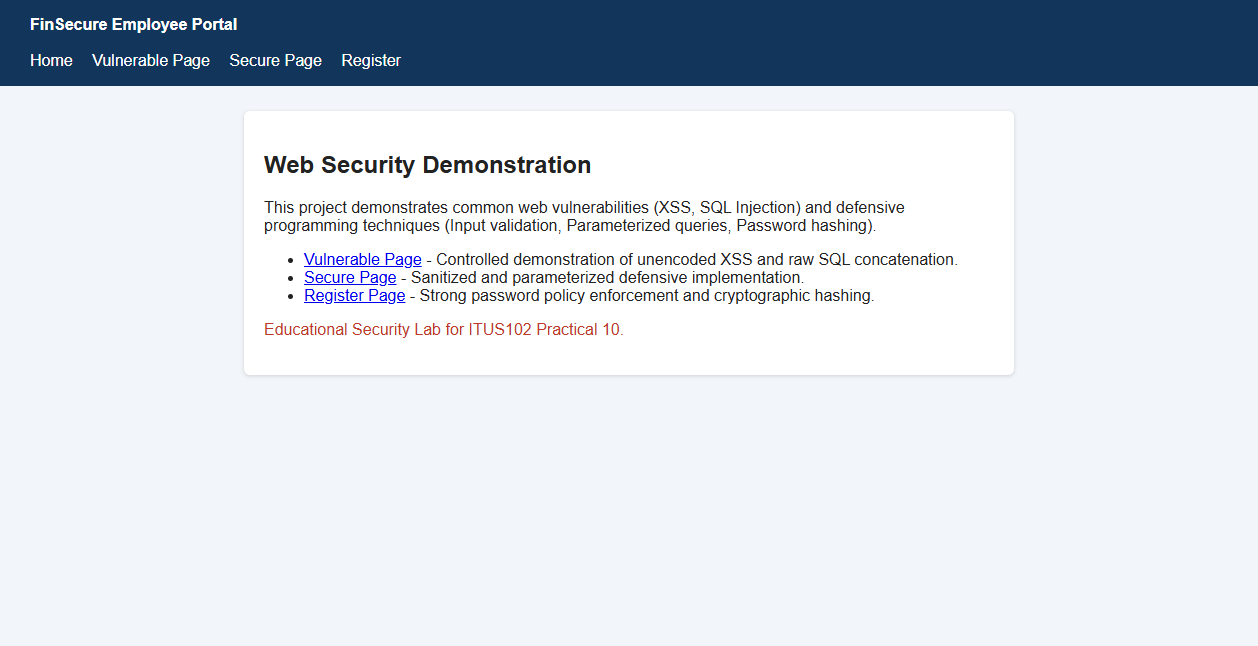 FinSecure Employee Portal
Home Vulnerable Page Secure Page Register
Web Security Demonstration
This project demonstrates common web vulnerabilities (XSS, SQL Injection) and defensive
programming techniques (Input validation, Parameterized queries, Password hashing).
• Vulnerable Page - Controlled demonstration of unencoded XSS and raw SQL concatenation.
• Secure Page - Sanitized and parameterized defensive implementation.
• Register Page - Strong password policy enforcement and cryptographic hashing.
Educational Security Lab for ITUS102 Practical 10.